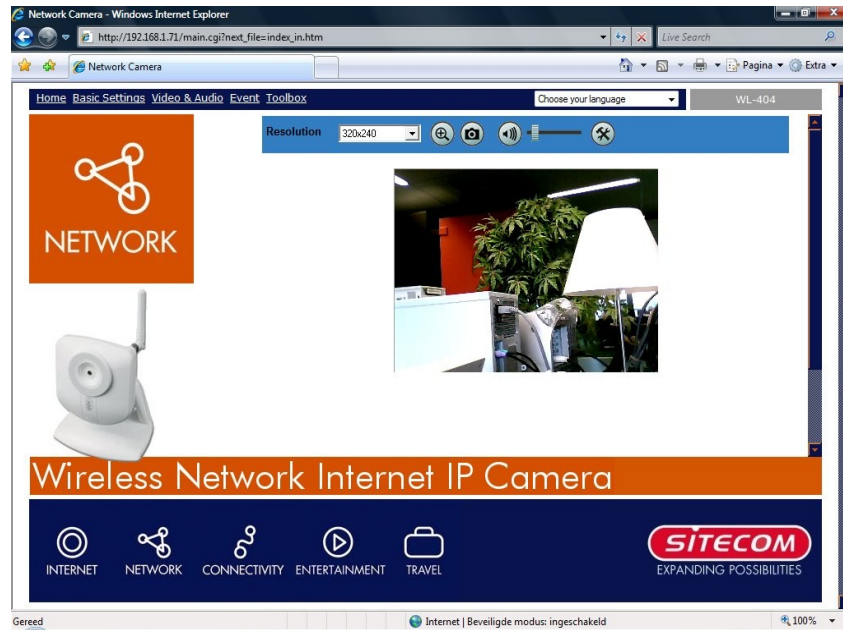 Network Camera - Windows Internet Explorer
http://192.168.1.71/main.cgi?next_file=index_in.htm
Live Search
Network Camera
Pagina
Extra
Home Basic Settings Video & Audio Event Toolbox
Choose your language
WL-404
Resolution
320x240
NETWORK
Wireless Network Internet IP Camera
INTERNET
NETWORK
CONNECTIVITY
ENTERTAINMENT
TRAVEL
SITECOM
EXPANDING POSSIBILITIES
Gereed
Internet | Beveiligde modus: ingeschakeld
100%